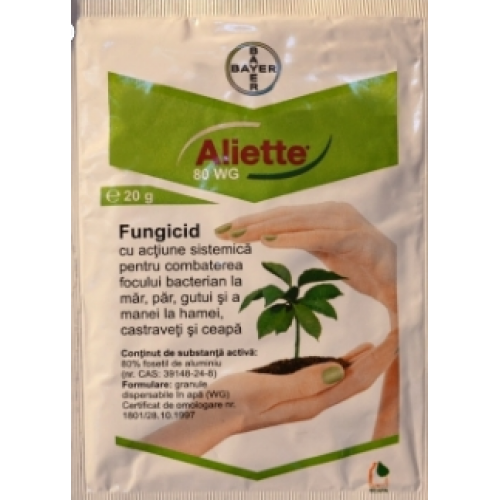 BAYER
BAYER
Aliette®
80 WG
℮ 20 g
Fungicid
cu acțiune sistemică
pentru combaterea
focului bacterian la
măr, păr, gutui și a
manei la hamei,
castraveți și ceapă
Conținut de substanță activă:
80% fosetil de aluminiu
(nr. CAS: 39148-24-8)
Formulare: granule
dispersabile în apă (WG)
Certificat de omologare nr.
1801/28.10.1997